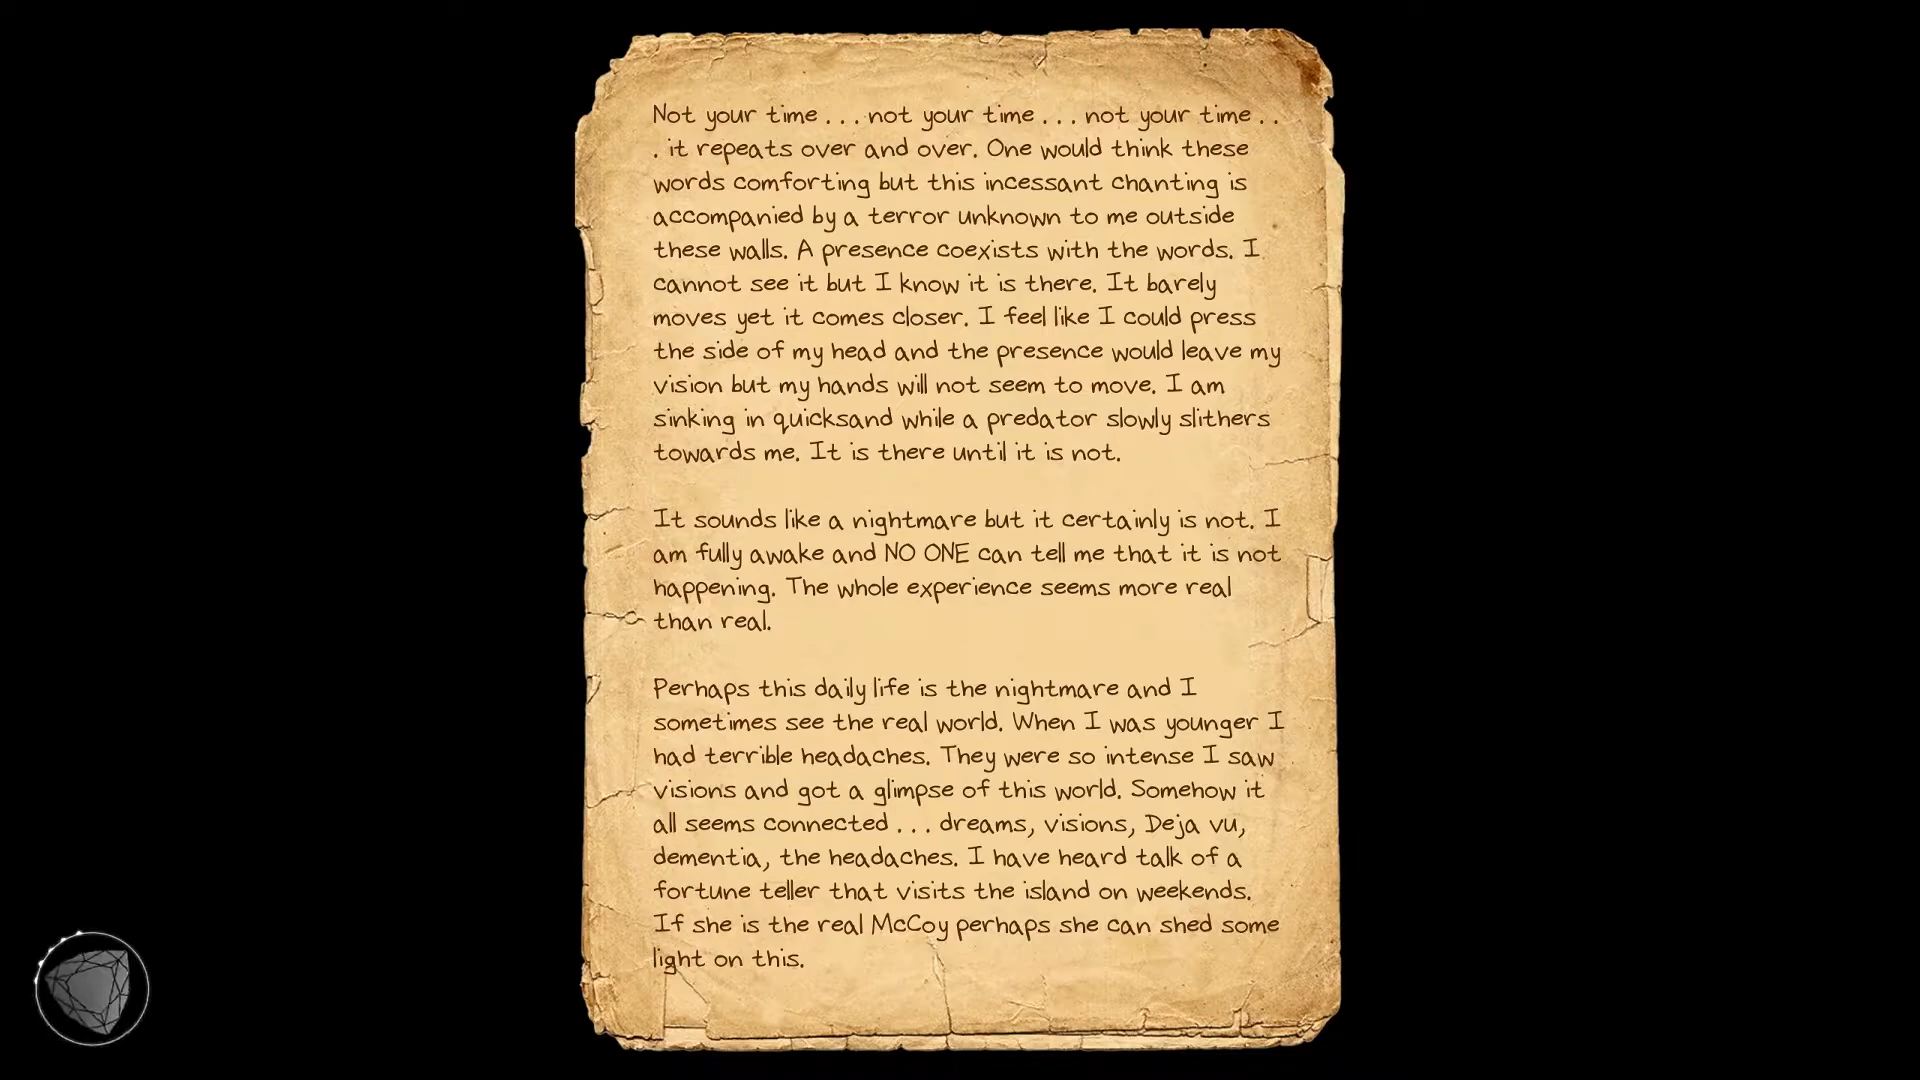 Not your time . . . not your time . . . not your time . .
. it repeats over and over. One would think these
words comforting but this incessant chanting is
accompanied by a terror unknown to me outside
these walls. A presence coexists with the words. I
cannot see it but I know it is there. It barely
moves yet it comes closer. I feel like I could press
the side of my head and the presence would leave my
vision but my hands will not seem to move. I am
sinking in quicksand while a predator slowly slithers
towards me. It is there until it is not.
It sounds like a nightmare but it certainly is not. I
am fully awake and NO ONE can tell me that it is not
happening. The whole experience seems more real
than real.
Perhaps this daily life is the nightmare and I
sometimes see the real world. When I was younger I
had terrible headaches. They were so intense I saw
visions and got a glimpse of this world. Somehow it
all seems connected . . . dreams, visions, Deja vu,
dementia, the headaches. I have heard talk of a
fortune teller that visits the island on weekends.
If she is the real McCoy perhaps she can shed some
light on this.